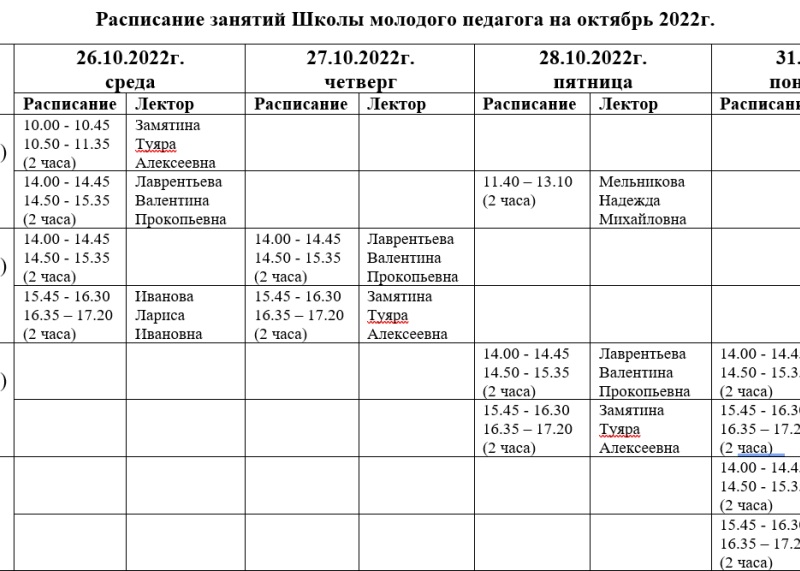 Расписание занятий Школы молодого педагога на октябрь 2022г.
26.10.2022г. 27.10.2022г. 28.10.2022г. 31.
среда четверг пятница
Расписание Лектор Расписание Лектор Расписание Лектор
10.00 - 10.45 Замятина
10.50 - 11.35 Туяра
) (2 часа) Алексеевна
14.00 - 14.45 Лаврентьева 11.40 – 13.10 Мельникова
14.50 - 15.35 Валентина (2 часа) Надежда
(2 часа) Прокопьевна Михайловна
14.00 - 14.45 14.00 - 14.45 Лаврентьева
14.50 - 15.35 14.50 - 15.35 Валентина
) (2 часа) (2 часа) Прокопьевна
15.45 - 16.30 Иванова 15.45 - 16.30 Замятина
16.35 – 17.20 Лариса 16.35 – 17.20 Туяра
(2 часа) Ивановна (2 часа) Алексеевна
14.00 - 14.45 Лаврентьева 14.00 - 14.4
14.50 - 15.35 Валентина 14.50 - 15.3
) (2 часа) Прокопьевна (2 часа)
15.45 - 16.30 Замятина 15.45 - 16.3
16.35 – 17.20 Туяра 16.35 – 17.2
(2 часа) Алексеевна (2 часа)
14.00 - 14.4
14.50 - 15.3
(2 часа)
15.45 - 16.3
16.35 – 17.2
(2 часа)